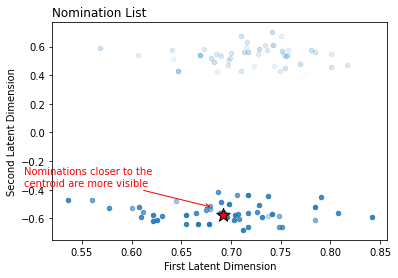 Nomination List
Second Latent Dimension
0.6
0.4
0.2
0.0
−0.2
−0.4
−0.6
Nominations closer to the
centroid are more visible
0.55
0.60
0.65
0.70
0.75
0.80
0.85
First Latent Dimension